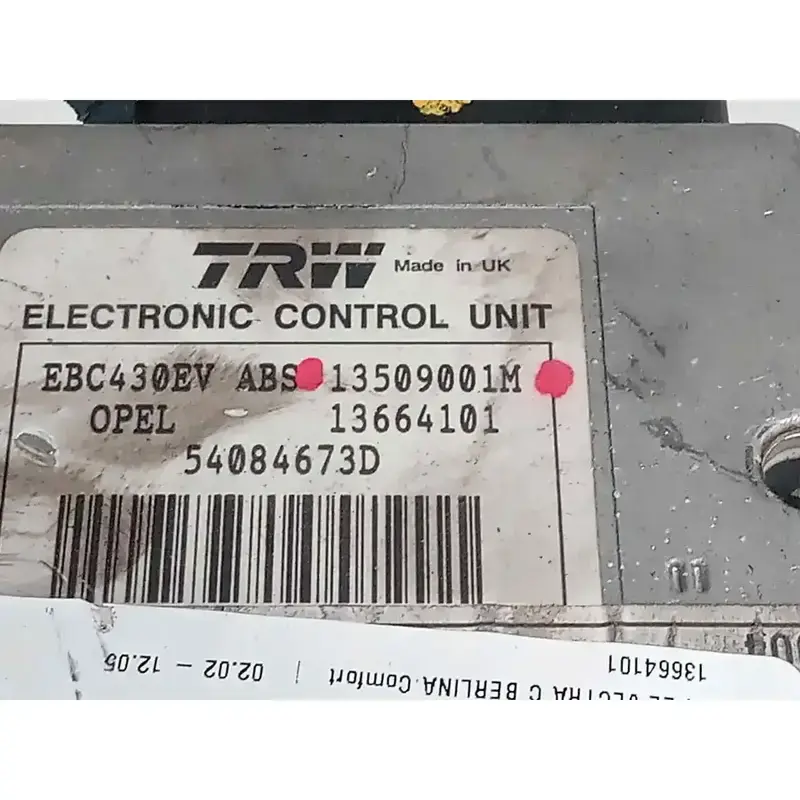 TRW Made in UK
ELECTRONIC CONTROL UNIT
EBC430EV ABS 13509001M
OPEL 13664101
54084673D
13664101
VECTRA C BERLINA Comfort | 02.02 - 12.05